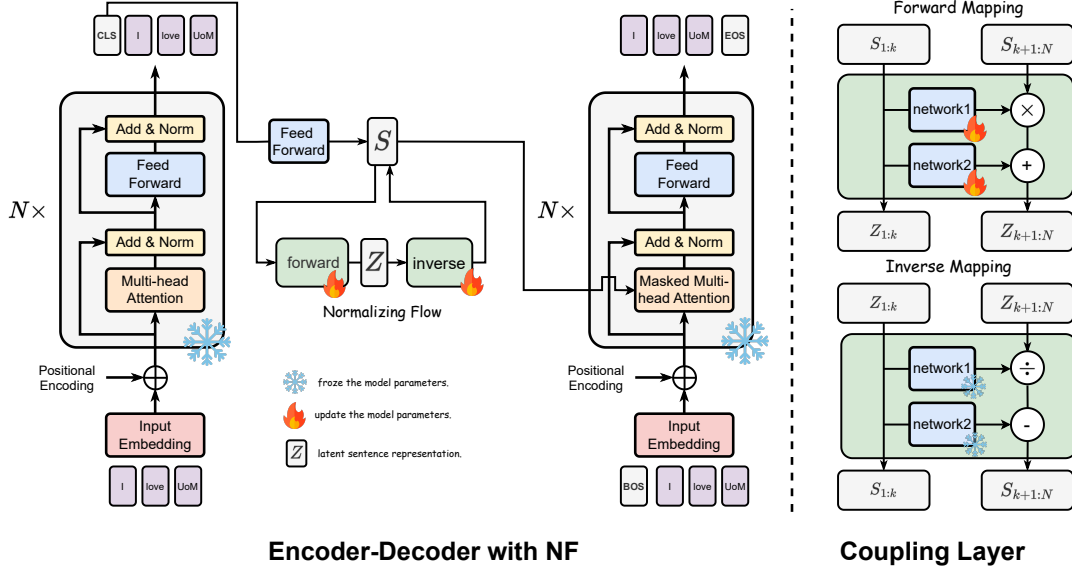 CLS I love UoM
Add & Norm
Feed
Forward
Add & Norm
Multi-head
Attention
N×
Positional
Encoding
Input
Embedding
I love UoM
Feed
Forward
S
forward
Z
inverse
Normalizing Flow
froze the model parameters.
update the model parameters.
Z latent sentence representation.
I love UoM EOS
Add & Norm
Feed
Forward
Add & Norm
Masked Multi-
head Attention
N×
Positional
Encoding
Input
Embedding
BOS I love UoM
Encoder-Decoder with NF
Forward Mapping
S1:k Sk+1:N
network1 ×
network2 +
Z1:k Zk+1:N
Inverse Mapping
Z1:k Zk+1:N
network1 ÷
network2 -
S1:k Sk+1:N
Coupling Layer